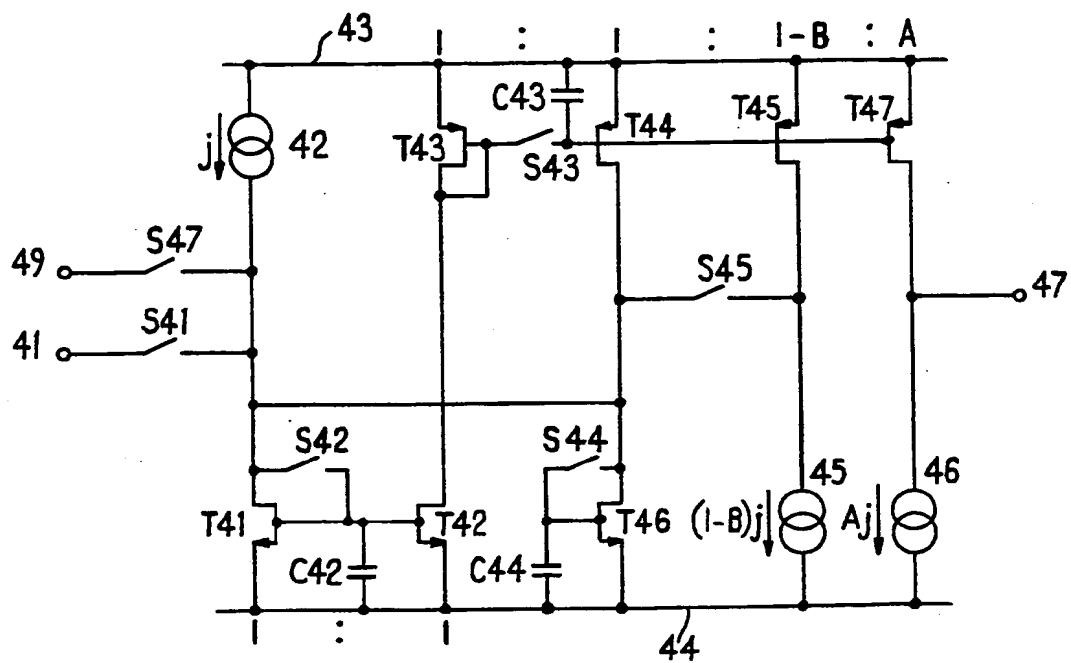 43
1 : 1 : 1-B : A
C43
T45 T47
j 42 T43 S43 T44
49 S47
S45 47
41 S41
S42 S44
45 46
T41 T42 T46 (1-B)j Aj
C42 C44
1 : 1
44